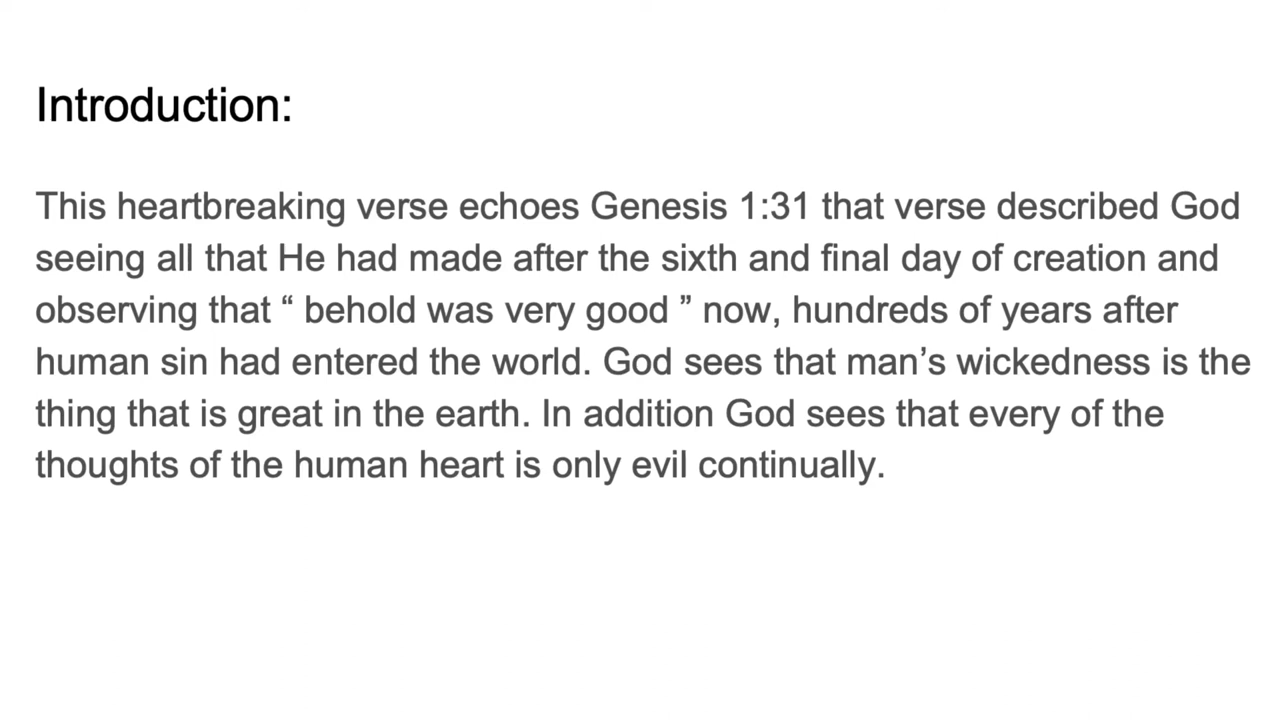 Introduction:
This heartbreaking verse echoes Genesis 1:31 that verse described God
seeing all that He had made after the sixth and final day of creation and
observing that “ behold was very good ” now, hundreds of years after
human sin had entered the world. God sees that man’s wickedness is the
thing that is great in the earth. In addition God sees that every of the
thoughts of the human heart is only evil continually.